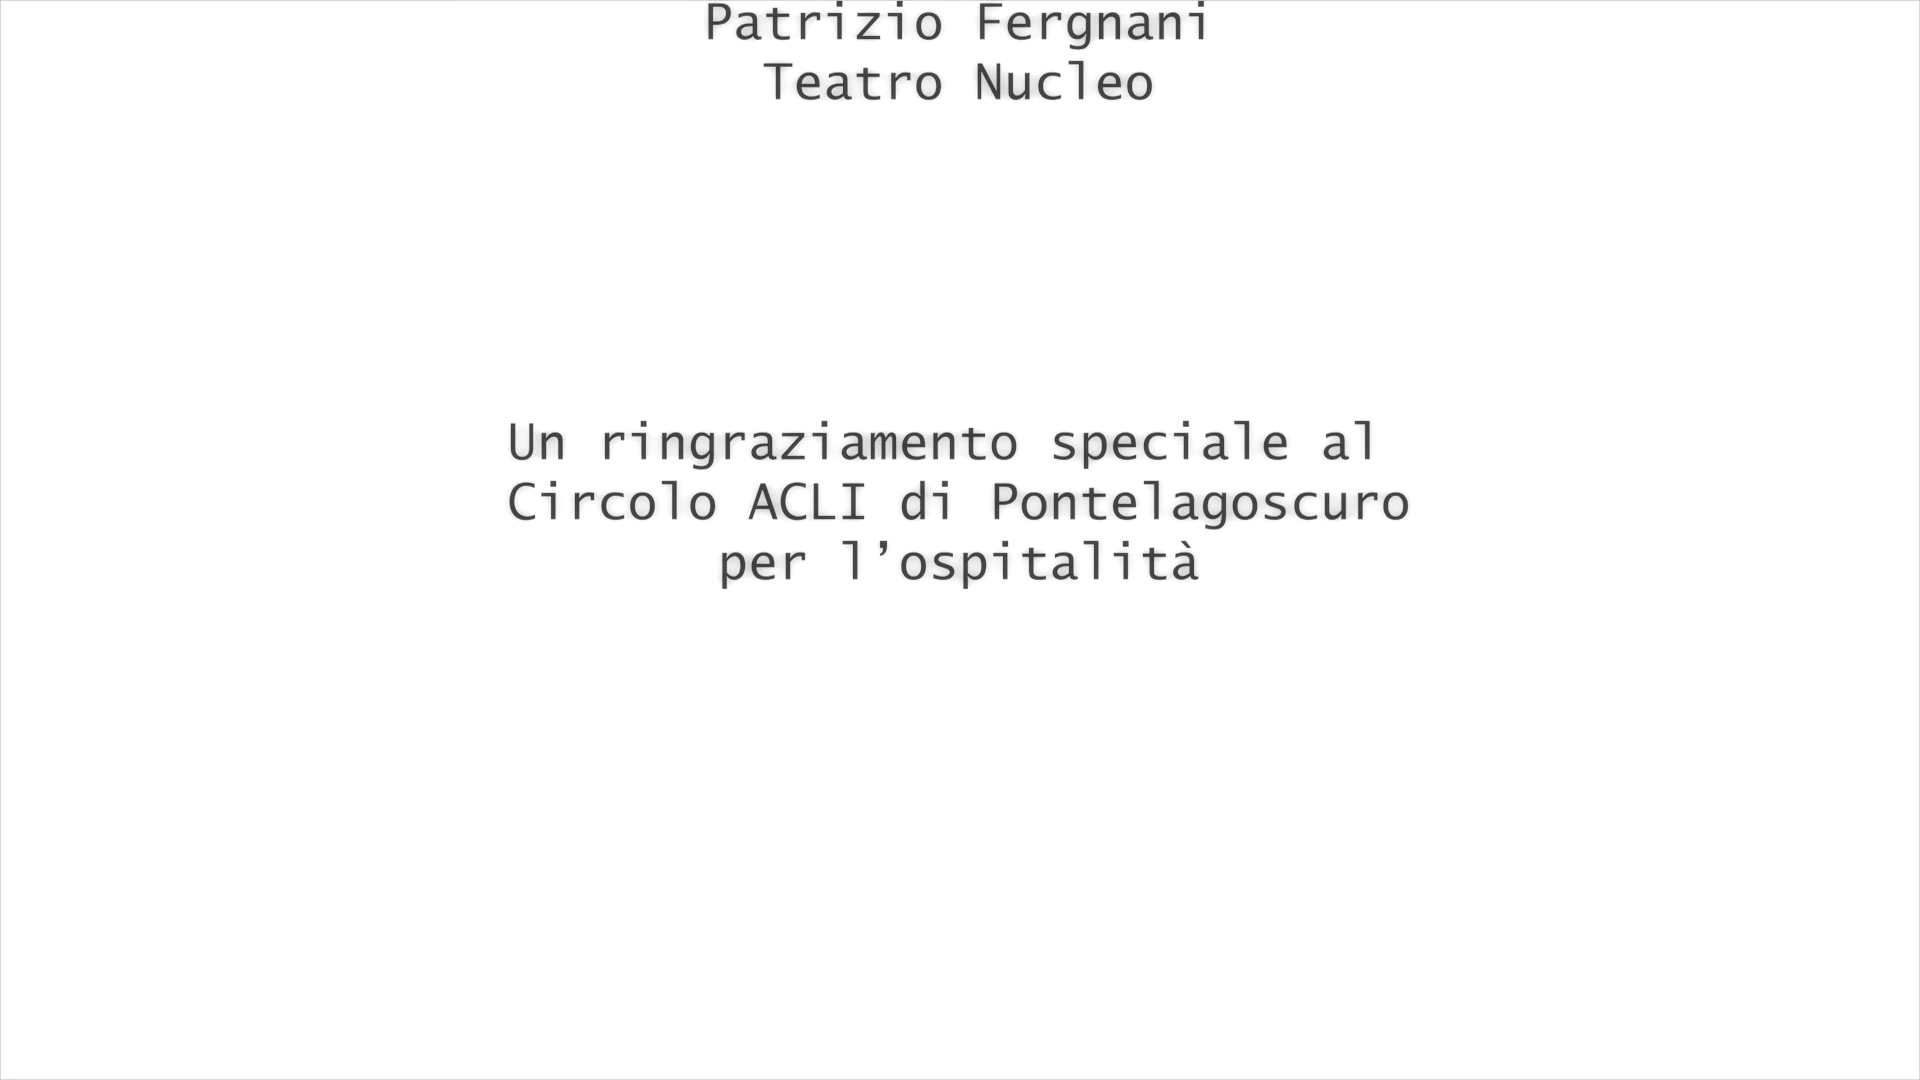 Patrizio Fergnani
Teatro Nucleo
Un ringraziamento speciale al
Circolo ACLI di Pontelagoscuro
per l’ospitalità